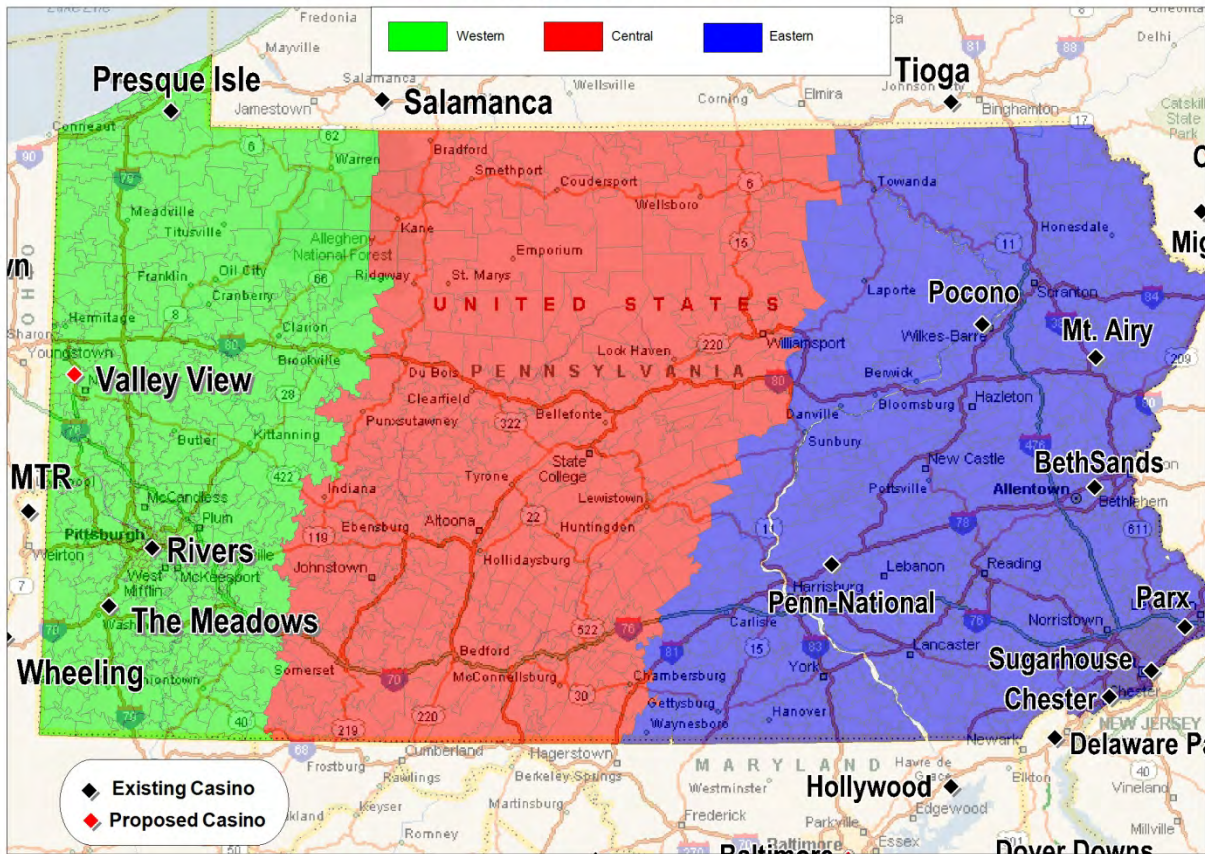 Fredonia
Western
Central
Eastern
Oneonta
Mayville
Delhi
Tioga
Presque Isle
Salamanca
Wellsville
Johnson City
Jamestown
Salamanca
Corning
Elmira
Binghamton
Catskill
State
Park
Conneaut
Bradford
Warren
Smethport
Coudersport
Wellsboro
Towanda
Meadville
Titusville
Allegheny
National Forest
Kane
Emporium
Honesdale
OHIO
Franklin
Oil City
Cranberry
Ridgway
St. Marys
Laporte
Scranton
Pocono
UNITED STATES
Sharon
Hermitage
Clarion
Williamsport
Wilkes-Barre
Mt. Airy
Youngstown
Brookville
Lock Haven
Valley View
Du Bois
PENNSYLVANIA
Berwick
Clearfield
Bellefonte
Danville
Bloomsburg
Hazleton
Punxsutawney
Butler
Kittanning
Sunbury
State
College
New Castle
BethSands
MTR
Tyrone
Pottsville
Allentown
Bethlehem
McCandless
Indiana
Lewistown
Plum
Pittsburgh
Ebensburg
Altoona
Huntingdon
Weirton
Rivers
Hollidaysburg
West
Mifflin
McKeesport
Johnstown
Lebanon
Reading
Harrisburg
Penn-National
The Meadows
Parx
Carlisle
Norristown
Lancaster
Wheeling
Somerset
Bedford
McConnellsburg
Chambersburg
York
Sugarhouse
Chester
Gettysburg
Waynesboro
Hanover
NEW JERSEY
Cumberland
Hagerstown
Newark
Frostburg
Rawlings
Berkeley Springs
MARYLAND
Havre de
Grace
Elkton
Vineland
Existing Casino
Westminster
Hollywood
Proposed Casino
Keyser
Martinsburg
Frederick
Edgewood
Parkville
Millville
Romney
Essex
Baltimore
Dover Downs